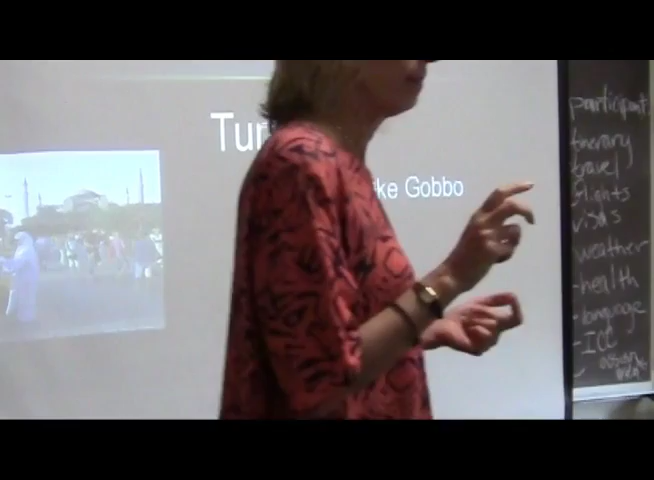 Tur
ke Gobbo
participant
itinerary
travel
flights
visas
weather
-health
-language
-ICC